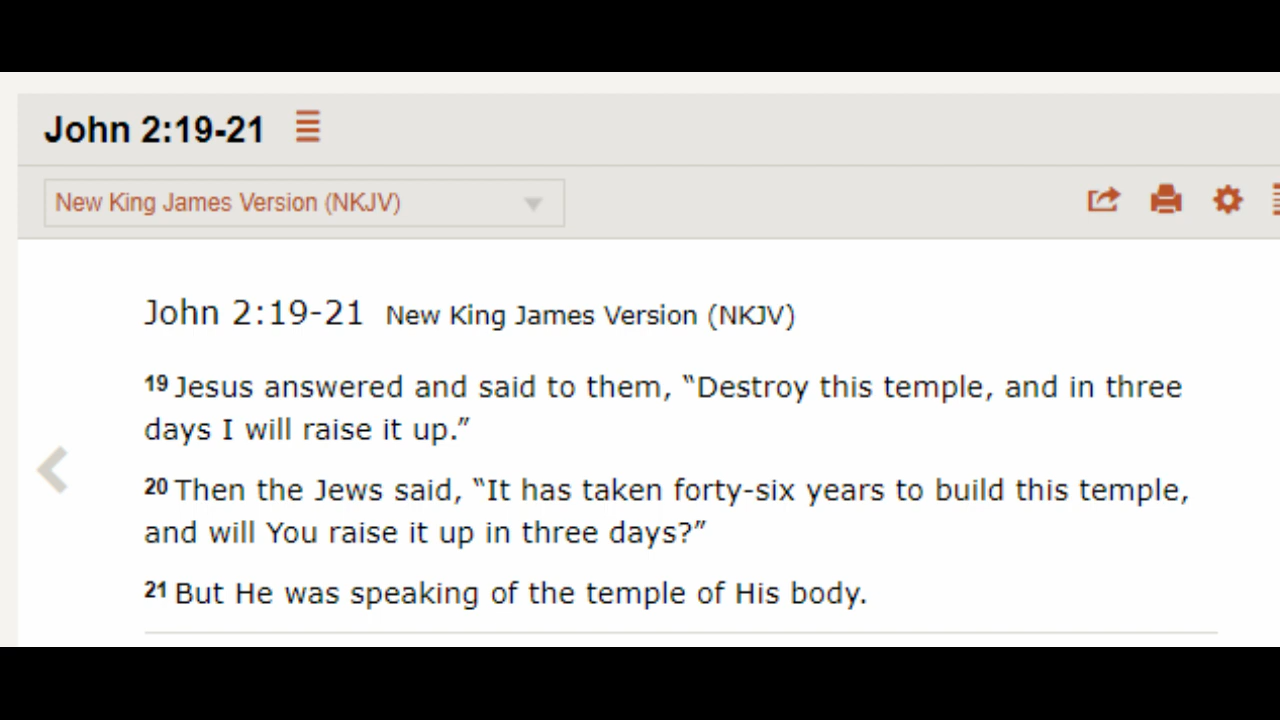 John 2:19-21
New King James Version (NKJV)
John 2:19-21 New King James Version (NKJV)
19 Jesus answered and said to them, “Destroy this temple, and in three
days I will raise it up.”
20 Then the Jews said, “It has taken forty-six years to build this temple,
and will You raise it up in three days?”
21 But He was speaking of the temple of His body.